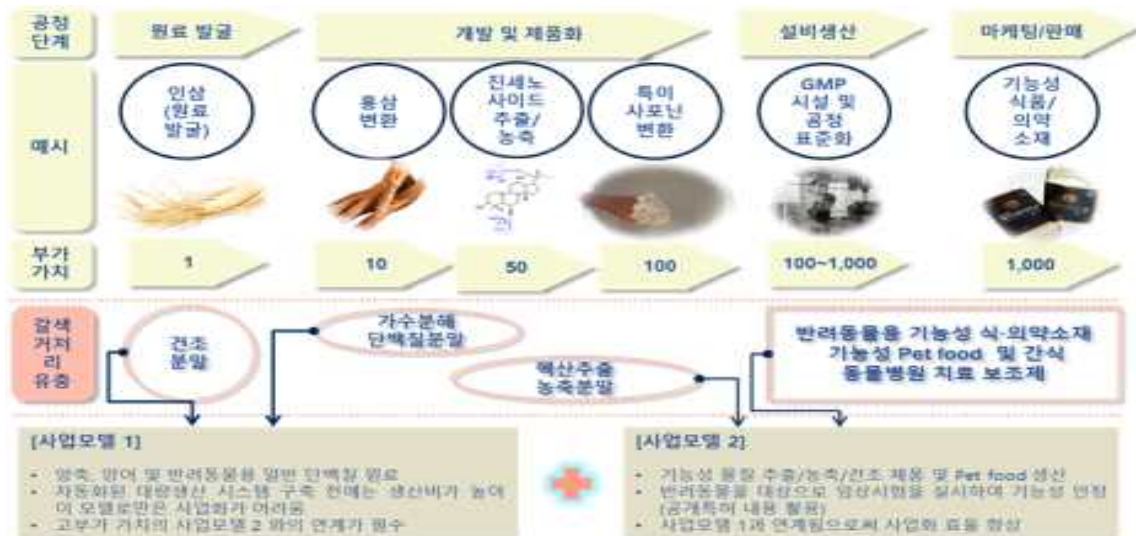 공정
단계
원료 발굴
개발 및 제품화
설비생산
마케팅/판매
예시
인삼
(원료
발굴)
홍삼
변환
진세노
사이드
추출/
농축
특이
사포닌
변환
GMP
시설 및
공정
표준화
기능성
식품/
의약
소재
부가
가치
1
10
50
100
100~1,000
1,000
갈색
거저
리
유충
건조
분말
가수분해
단백질분말
핵산추출
농축분말
반려동물용 기능성 식·의약소재
기능성 Pet food 및 간식
동물병원 치료 보조제
[사업모델 1]
• 양축, 양어 및 반려동물용 일반 단백질 원료
• 자동화된 대량생산 시스템 구축 전에는 생산비가 높아
이 모델로만은 사업화가 어려움
• 고부가 가치의 사업모델 2 와의 연계가 필수
[사업모델 2]
• 기능성 물질 추출/농축/건조 제품 및 Pet food 생산
• 반려동물을 대상으로 임상시험을 실시하여 기능성 인정
(공개특허 내용 활용)
• 사업모델 1과 연계됨으로써 사업화 효율 향상